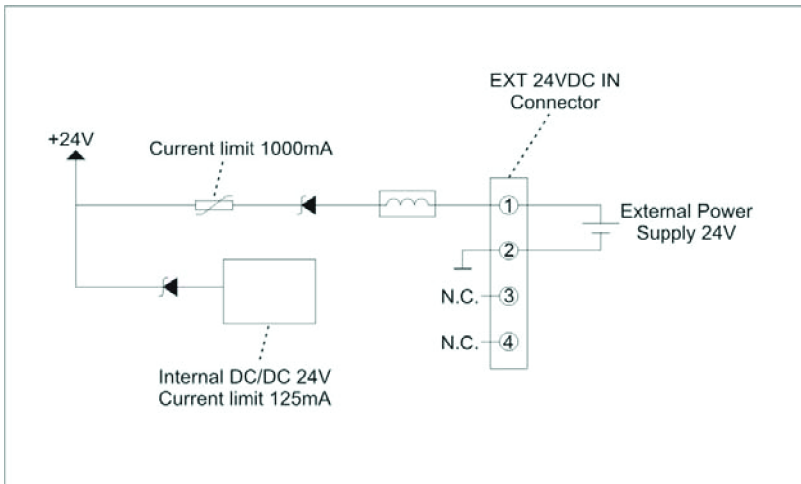 EXT 24VDC IN
Connector
+24V
Current limit 1000mA
1
External Power
Supply 24V
2
N.C.
3
N.C.
4
Internal DC/DC 24V
Current limit 125mA